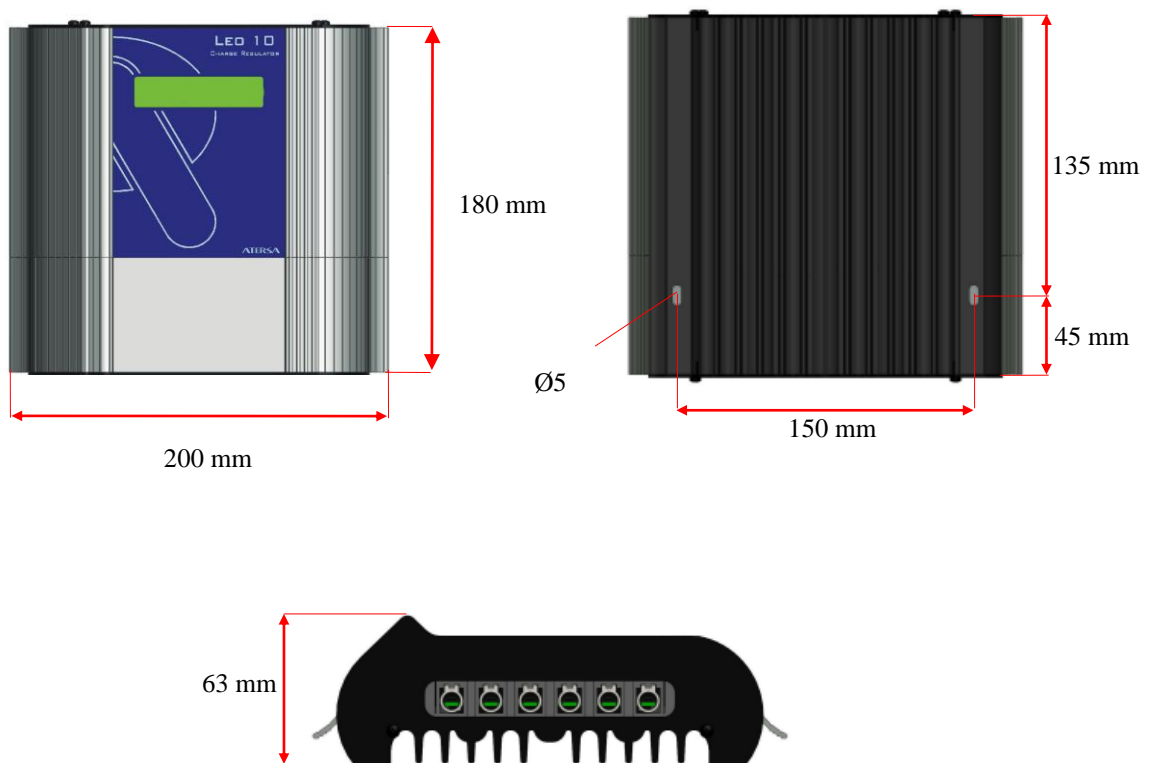 LEO 10
CHARGE REGULATOR
ATERSA
180 mm
200 mm
135 mm
45 mm
Ø5
150 mm
63 mm